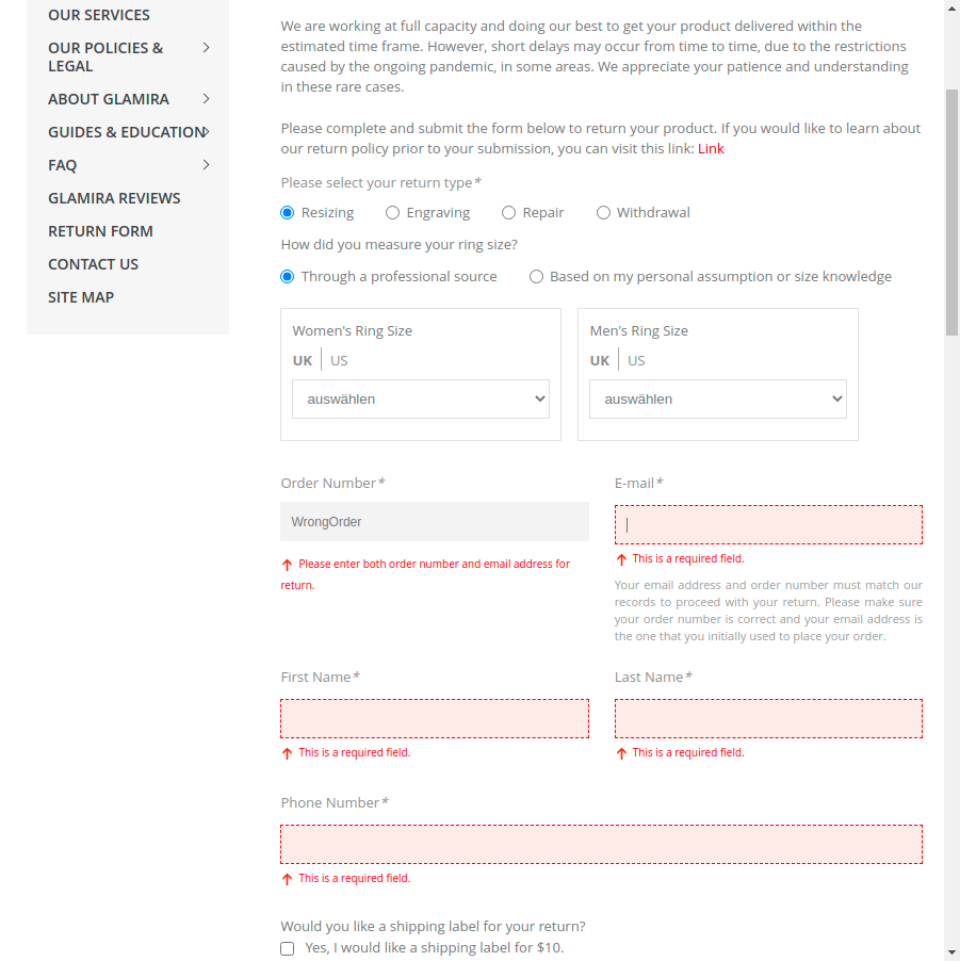 OUR SERVICES
OUR POLICIES &
LEGAL
ABOUT GLAMIRA
GUIDES & EDUCATION
FAQ
GLAMIRA REVIEWS
RETURN FORM
CONTACT US
SITE MAP
We are working at full capacity and doing our best to get your product delivered within the
estimated time frame. However, short delays may occur from time to time, due to the restrictions
caused by the ongoing pandemic, in some areas. We appreciate your patience and understanding
in these rare cases.
Please complete and submit the form below to return your product. If you would like to learn about
our return policy prior to your submission, you can visit this link: Link
Please select your return type*
Resizing Engraving Repair Withdrawal
How did you measure your ring size?
Through a professional source Based on my personal assumption or size knowledge
Women's Ring Size
UK US
auswählen
Men's Ring Size
UK US
auswählen
Order Number*
WrongOrder
Please enter both order number and email address for
return.
E-mail*
This is a required field.
Your email address and order number must match our
records to proceed with your return. Please make sure
your order number is correct and your email address is
the one that you initially used to place your order.
First Name*
This is a required field.
Last Name*
This is a required field.
Phone Number*
This is a required field.
Would you like a shipping label for your return?
Yes, I would like a shipping label for $10.